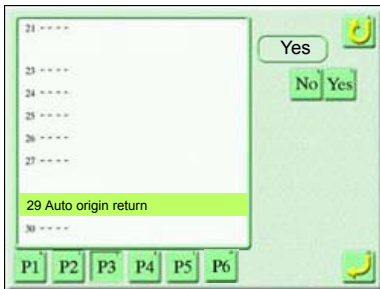 21 ----
Yes
23 ----
No Yes
24 ----
25 ----
26 ----
27 ----
29 Auto origin return
30 ----
P1 P2 P3 P4 P5 P6